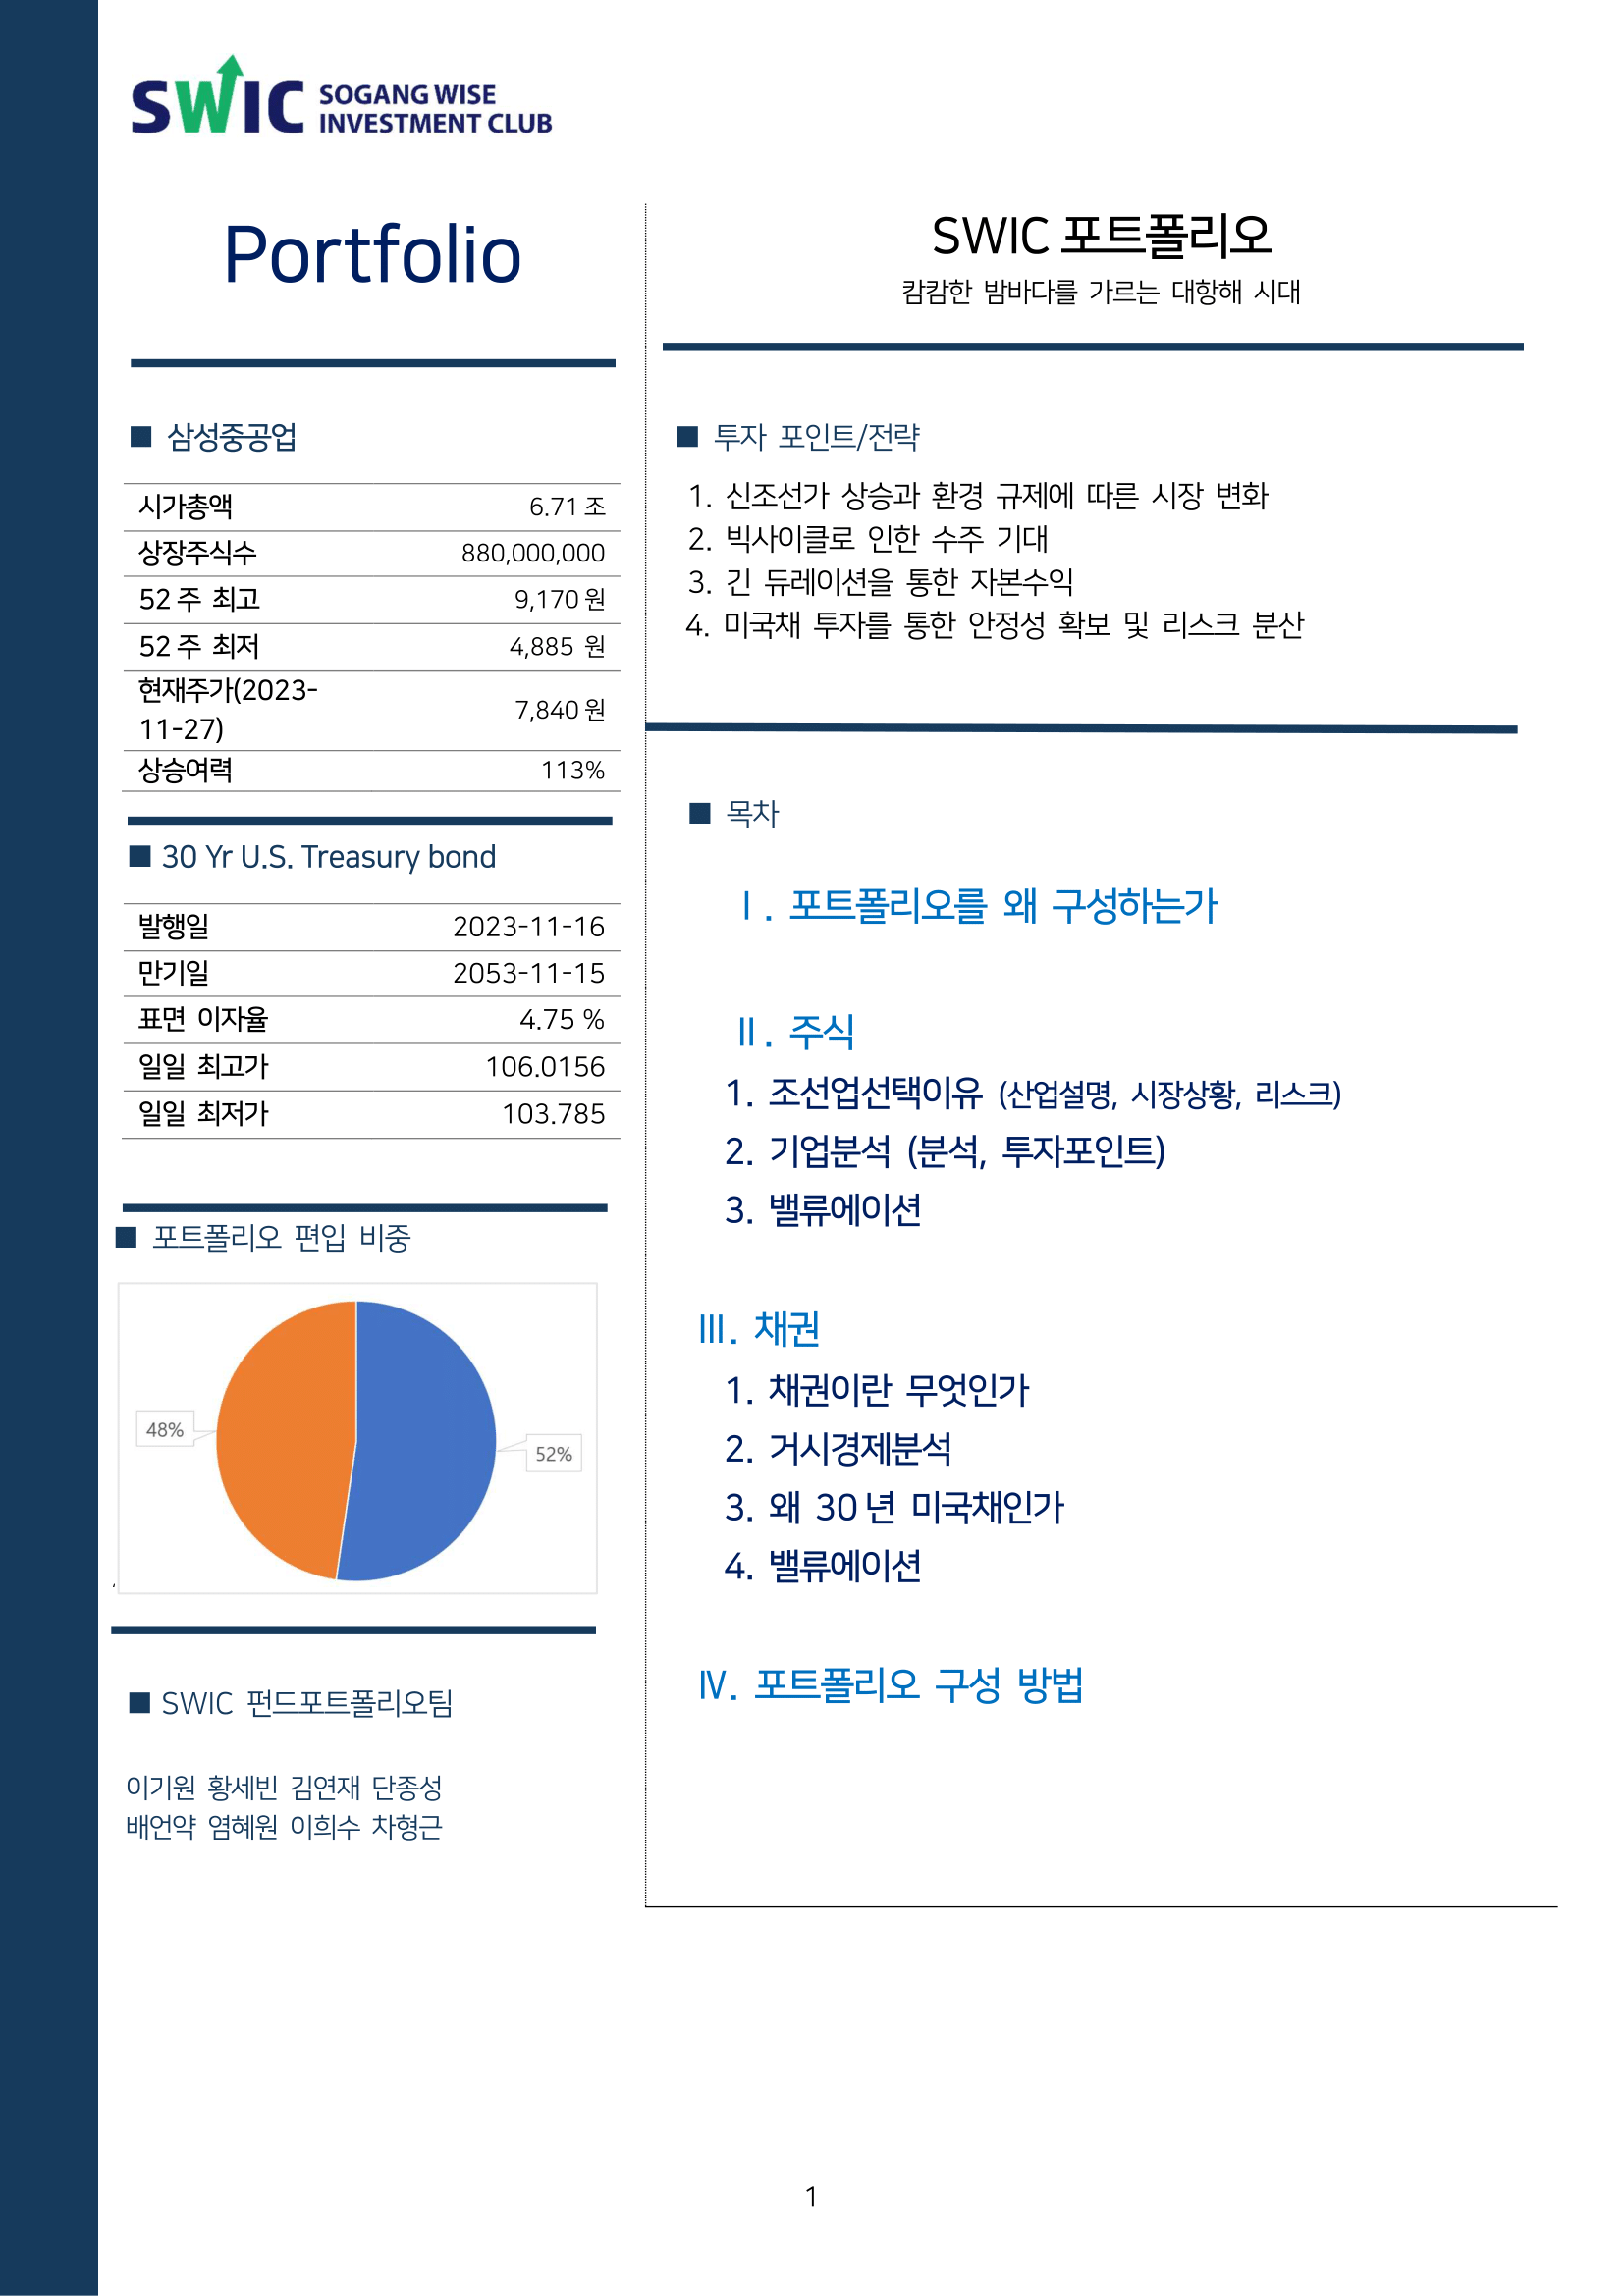 SWIC SOGANG WISE
INVESTMENT CLUB
Portfolio
■ 삼성중공업
시가총액 6.71 조
상장주식수 880,000,000
52 주 최고 9,170 원
52 주 최저 4,885 원
현재주가(2023-
11-27) 7,840 원
상승여력 113%
■ 30 Yr U.S. Treasury bond
발행일 2023-11-16
만기일 2053-11-15
표면 이자율 4.75 %
일일 최고가 106.0156
일일 최저가 103.785
■ 포트폴리오 편입 비중
48%
52%
■ SWIC 펀드포트폴리오팀
이기원 황세빈 김연재 단종성
배언약 염혜원 이희수 차형근
SWIC 포트폴리오
캄캄한 밤바다를 가르는 대항해 시대
■ 투자 포인트/전략
1. 신조선가 상승과 환경 규제에 따른 시장 변화
2. 빅사이클로 인한 수주 기대
3. 긴 듀레이션을 통한 자본수익
4. 미국채 투자를 통한 안정성 확보 및 리스크 분산
■ 목차
Ⅰ. 포트폴리오를 왜 구성하는가
Ⅱ. 주식
1. 조선업선택이유 (산업설명, 시장상황, 리스크)
2. 기업분석 (분석, 투자포인트)
3. 밸류에이션
Ⅲ. 채권
1. 채권이란 무엇인가
2. 거시경제분석
3. 왜 30 년 미국채인가
4. 밸류에이션
Ⅳ. 포트폴리오 구성 방법
1